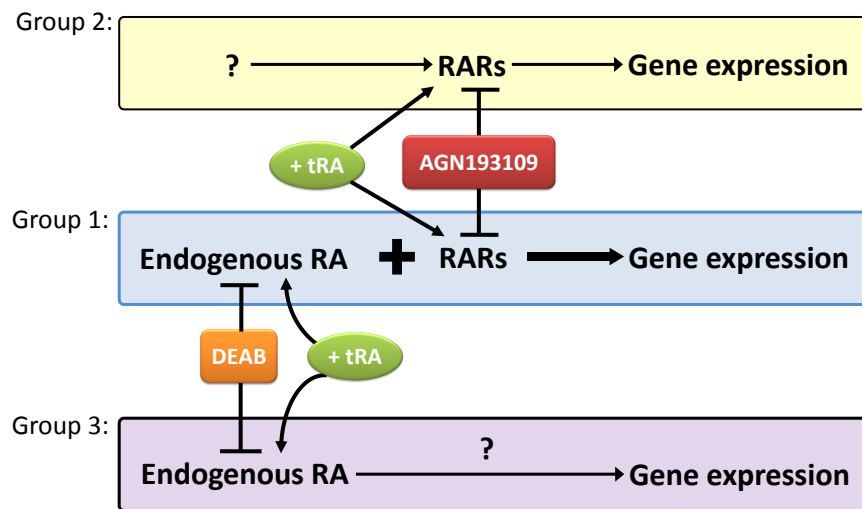 Group 2:
? RARs Gene expression
+ tRA AGN193109
Group 1:
Endogenous RA + RARs Gene expression
DEAB + tRA
Group 3:
Endogenous RA ? Gene expression